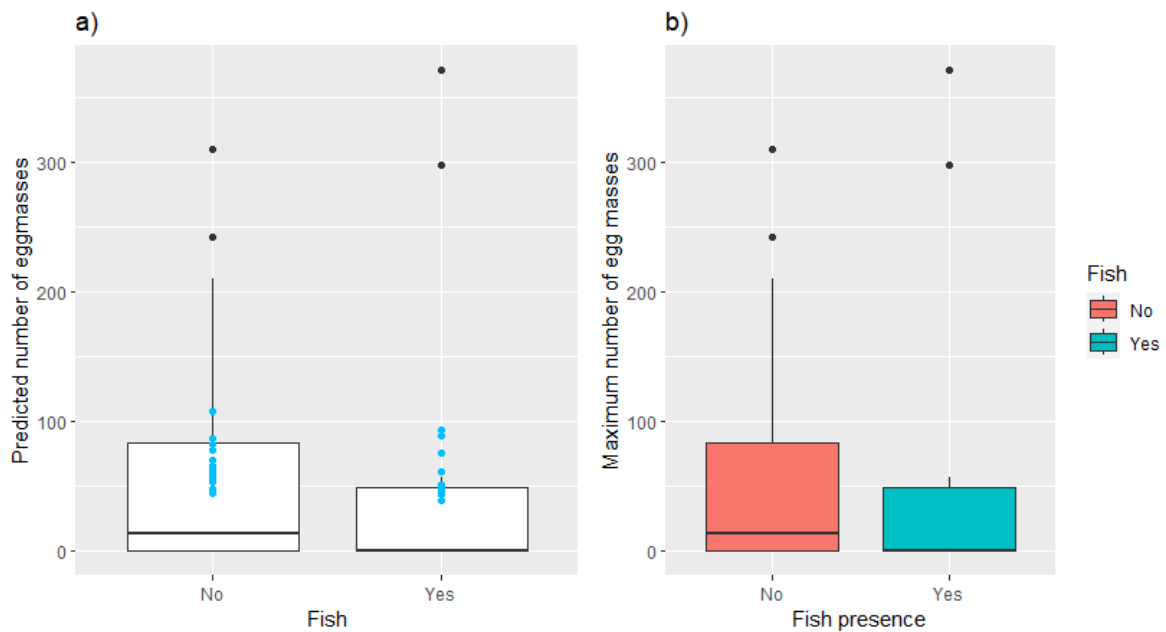 a)
Predicted number of eggmasses
300
200
100
0
No
Yes
Fish
b)
Maximum number of egg masses
300
200
100
0
No
Yes
Fish presence
Fish
No
Yes